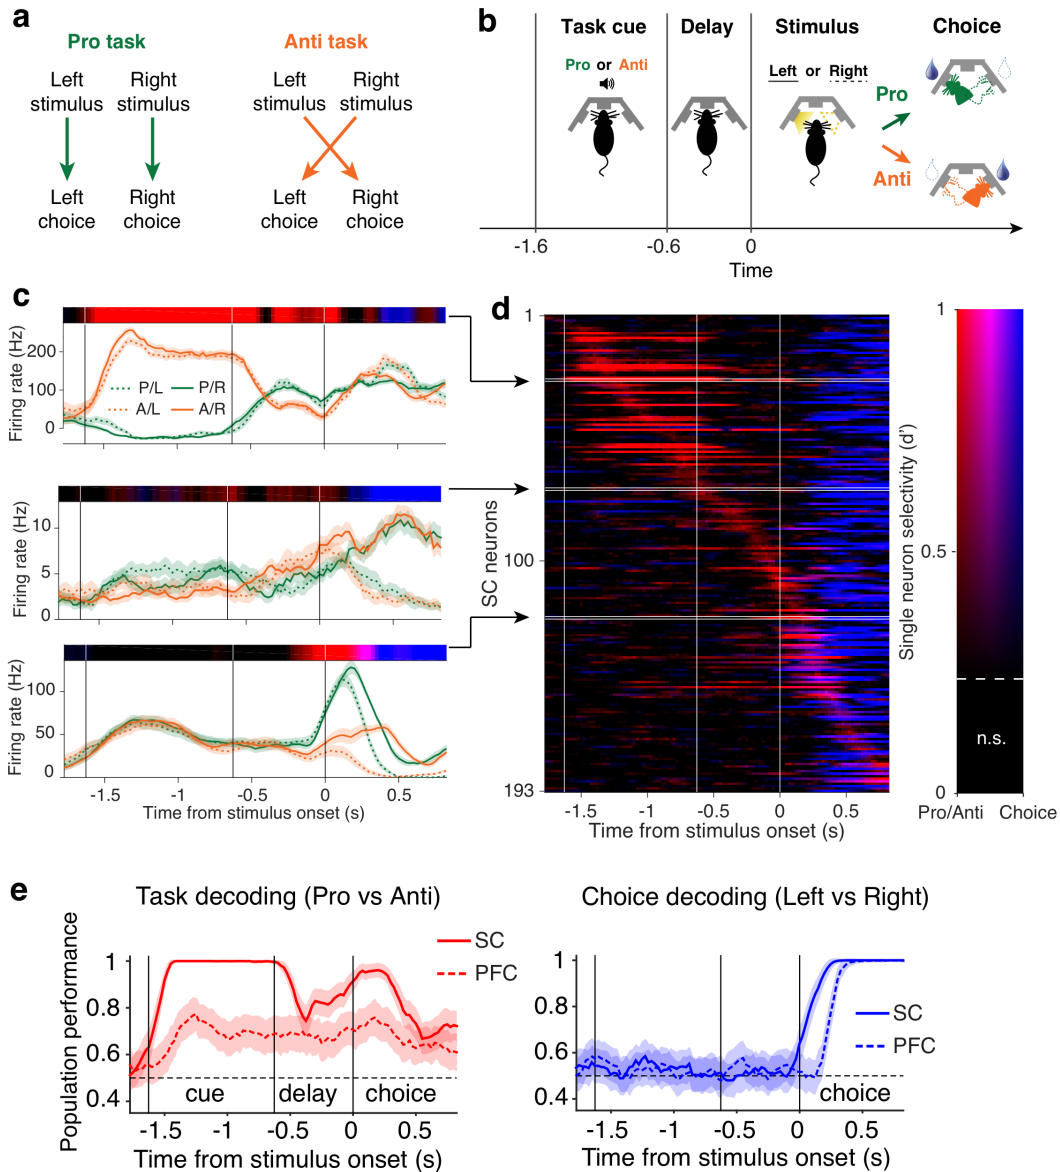 a
Pro task
Anti task
Left
stimulus
Right
stimulus
Left
stimulus
Right
stimulus
Left
choice
Right
choice
Left
choice
Right
choice
b
Task cue
Delay
Stimulus
Choice
Pro or Anti
Left or Right
Pro
Anti
-1.6
-0.6
0
Time
c
Firing rate (Hz)
200
100
0
P/L
P/R
A/L
A/R
Firing rate (Hz)
10
5
0
Firing rate (Hz)
100
50
0
-1.5
-1
-0.5
0
0.5
Time from stimulus onset (s)
d
SC neurons
1
100
193
-1.5
-1
-0.5
0
0.5
Time from stimulus onset (s)
Single neuron selectivity (d')
1
0.5
0
n.s.
Pro/Anti
Choice
e
Task decoding (Pro vs Anti)
Population performance
1
0.8
0.6
0.4
SC
PFC
cue
delay
choice
-1.5
-1
-0.5
0
0.5
Time from stimulus onset (s)
Choice decoding (Left vs Right)
1
0.8
0.6
0.4
SC
PFC
choice
-1.5
-1
-0.5
0
0.5
Time from stimulus onset (s)